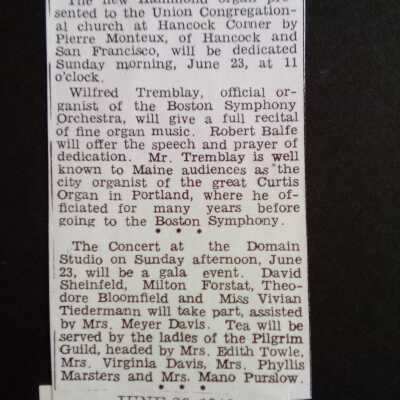 The new Hammond organ pre-
sented to the Union Congregation-
al church at Hancock Corner by
Pierre Monteux, of Hancock and
San Francisco, will be dedicated
Sunday morning, June 23, at 11
o'clock.
Wilfred Tremblay, official or-
ganist of the Boston Symphony
Orchestra, will give a full recital
of fine organ music. Robert Balfe
will offer the speech and prayer of
dedication. Mr. Tremblay is well
known to Maine audiences as the
city organist of the great Curtis
Organ in Portland, where he of-
ficiated for many years before
going to the Boston Symphony.
* * *
The Concert at the Domain
Studio on Sunday afternoon, June
23, will be a gala event. David
Sheinfeld, Milton Forstat, Theo-
dore Bloomfield and Miss Vivian
Tiedermann will take part, assisted
by Mrs. Meyer Davis. Tea will be
served by the ladies of the Pilgrim
Guild, headed by Mrs. Edith Towle,
Mrs. Virginia Davis, Mrs. Phyllis
Marsters and Mrs. Mano Purslow.
* * *
JUNE